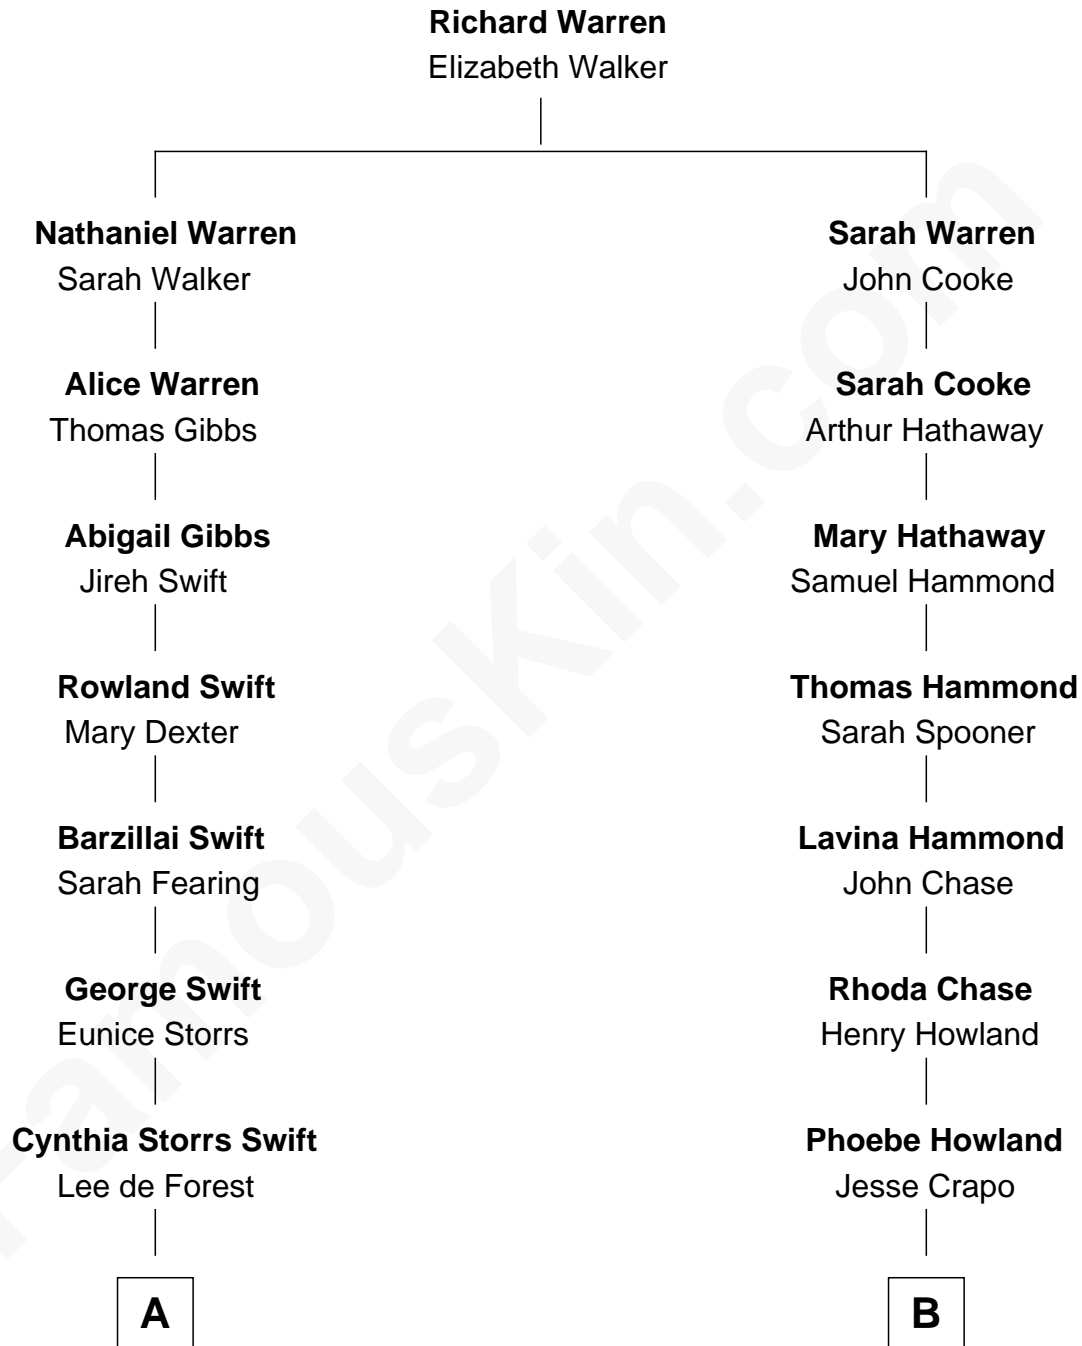 Richard Warren
Elizabeth Walker
Nathaniel Warren
Sarah Walker
Alice Warren
Thomas Gibbs
Abigail Gibbs
Jireh Swift
Rowland Swift
Mary Dexter
Barzillai Swift
Sarah Fearing
George Swift
Eunice Storrs
Cynthia Storrs Swift
Lee de Forest
A
Sarah Warren
John Cooke
Sarah Cooke
Arthur Hathaway
Mary Hathaway
Samuel Hammond
Thomas Hammond
Sarah Spooner
Lavina Hammond
John Chase
Rhoda Chase
Henry Howland
Phoebe Howland
Jesse Crapo
B
FamousKin.com